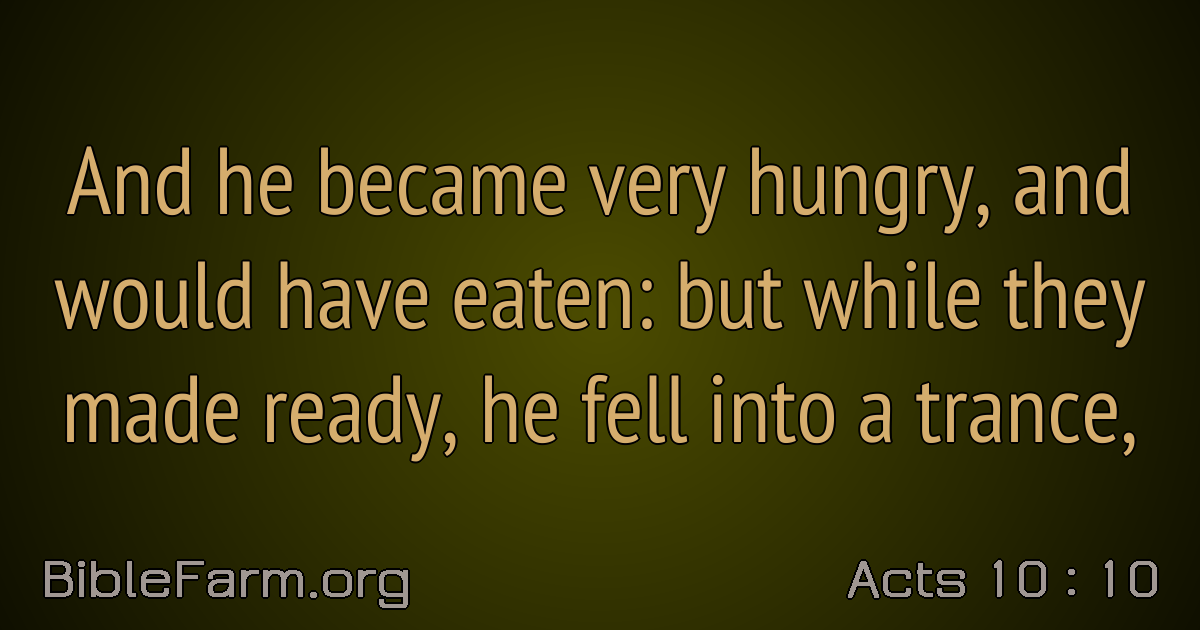 And he became very hungry, and
would have eaten: but while they
made ready, he fell into a trance,
BibleFarm.org
Acts 10 : 10